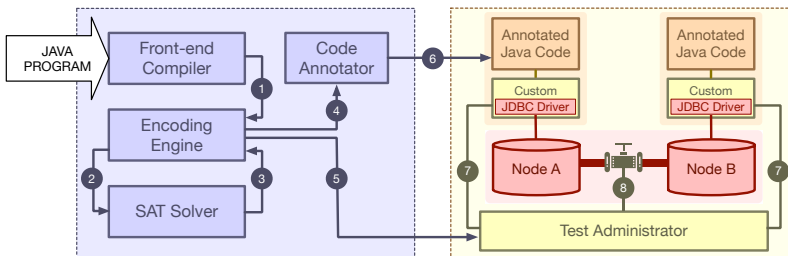 JAVA
PROGRAM
Front-end
Compiler
Code
Annotator
1
4
6
Encoding
Engine
2
3
5
SAT Solver
Annotated
Java Code
Annotated
Java Code
Custom
JDBC Driver
Custom
JDBC Driver
Node A
Node B
7
8
7
Test Administrator